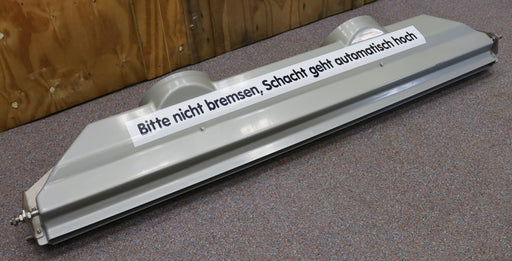 Bitte nicht bremsen, Schacht geht automatisch hoch